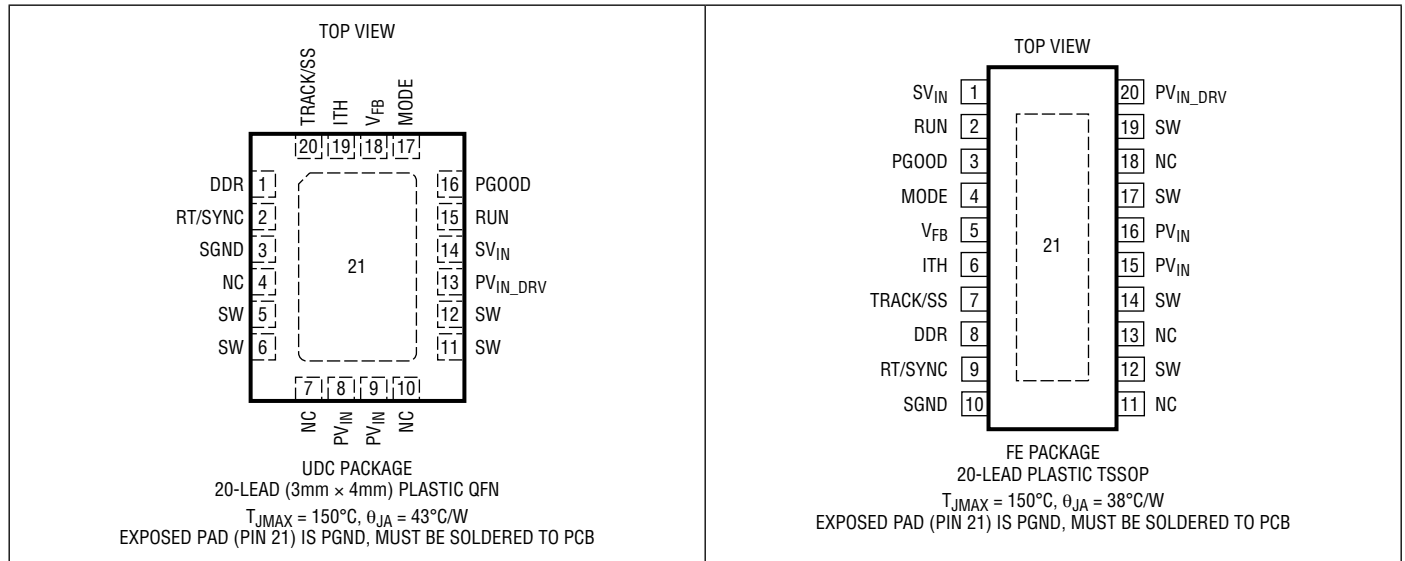 TOP VIEW
TRACK/SS
ITH
VFB
MODE
20 19 18 17
DDR 1
RT/SYNC 2
SGND 3
NC 4
SW 5
SW 6
21
16 PGOOD
15 RUN
14 SVIN
13 PVIN_DRV
12 SW
11 SW
7 8 9 10
NC
PVIN
PVIN
NC
UDC PACKAGE
20-LEAD (3mm × 4mm) PLASTIC QFN
TJMAX = 150°C, θJA = 43°C/W
EXPOSED PAD (PIN 21) IS PGND, MUST BE SOLDERED TO PCB
TOP VIEW
SVIN 1
RUN 2
PGOOD 3
MODE 4
VFB 5
ITH 6
TRACK/SS 7
DDR 8
RT/SYNC 9
SGND 10
21
20 PVIN_DRV
19 SW
18 NC
17 SW
16 PVIN
15 PVIN
14 SW
13 NC
12 SW
11 NC
FE PACKAGE
20-LEAD PLASTIC TSSOP
TJMAX = 150°C, θJA = 38°C/W
EXPOSED PAD (PIN 21) IS PGND, MUST BE SOLDERED TO PCB